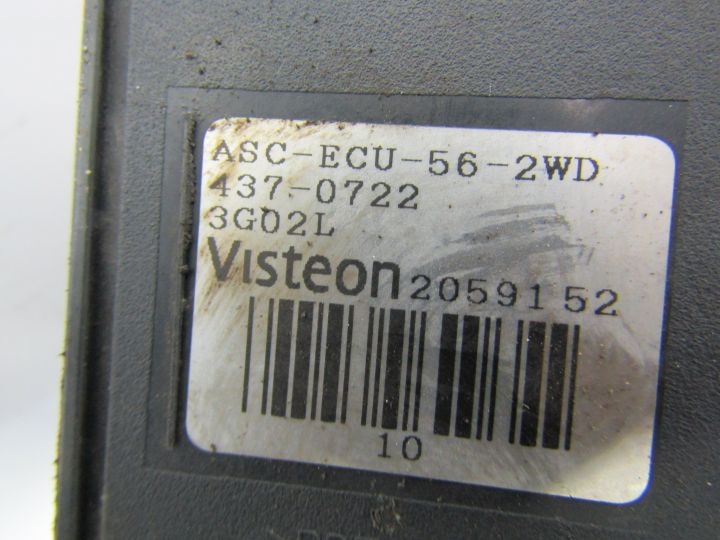 ASC-ECU-56-2WD
437-0722
3G02L
Visteon 2059152
10